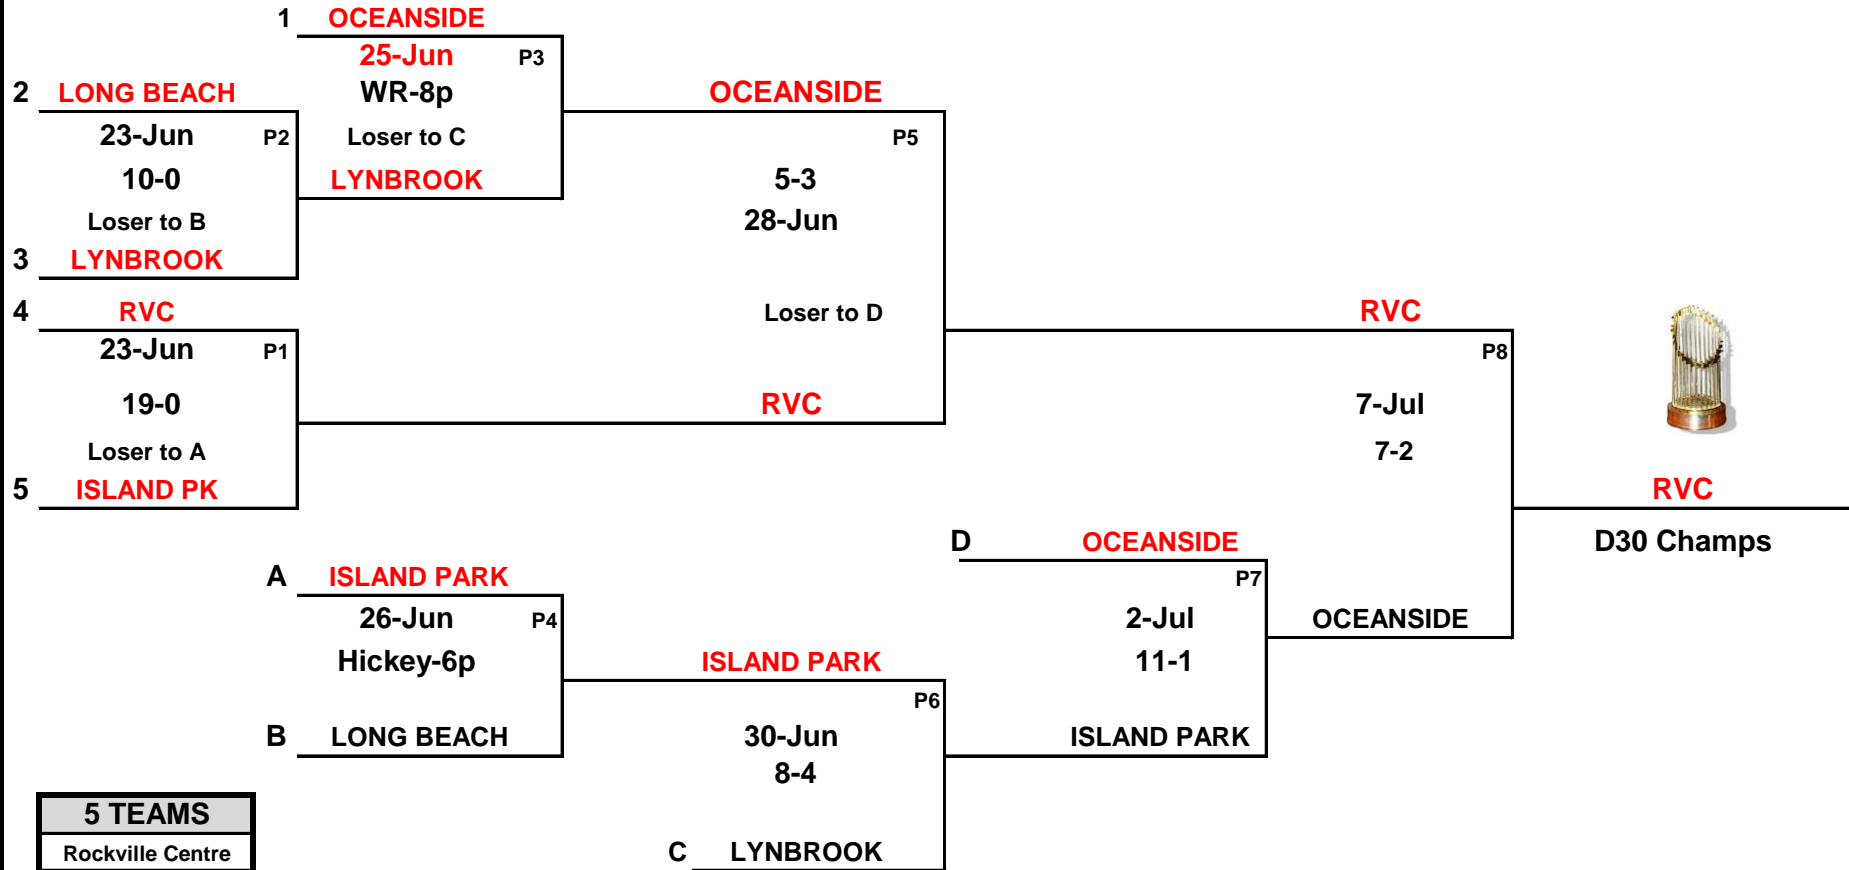 1 OCEANSIDE
25-Jun P3
2 LONG BEACH WR-8p OCEANSIDE
23-Jun P2 Loser to C P5
10-0 LYNBROOK 5-3
Loser to B 28-Jun
3 LYNBROOK
4 RVC Loser to D RVC
23-Jun P1 P8
19-0 RVC 7-Jul
Loser to A 7-2
5 ISLAND PK RVC
D OCEANSIDE D30 Champs
A ISLAND PARK P7
26-Jun P4 2-Jul OCEANSIDE
Hickey-6p ISLAND PARK 11-1
P6
B LONG BEACH 30-Jun ISLAND PARK
8-4
5 TEAMS
Rockville Centre C LYNBROOK